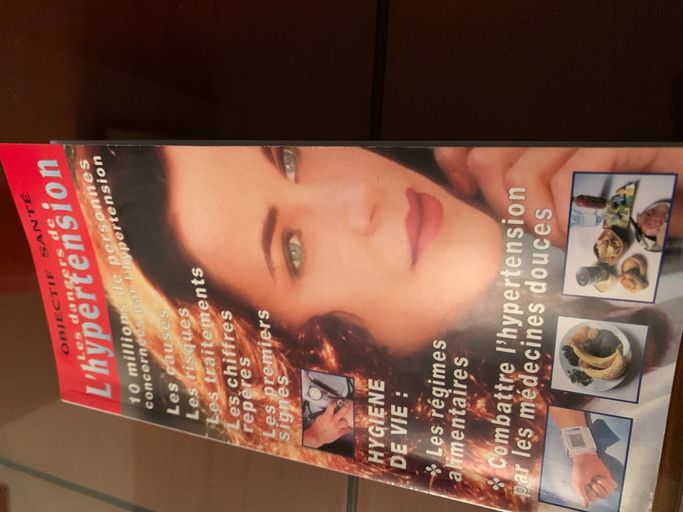 OBJECTIF SANTÉ
Les dangers de
L'hypertension
10 millions de personnes
concernées par l'hypertension
Les causes
Les risques
Les traitements
Les chiffres
repères
Les premiers
signes
HYGIENE
DE VIE :
✤ Les régimes
alimentaires
✤ Combattre l'hypertension
par les médecines douces